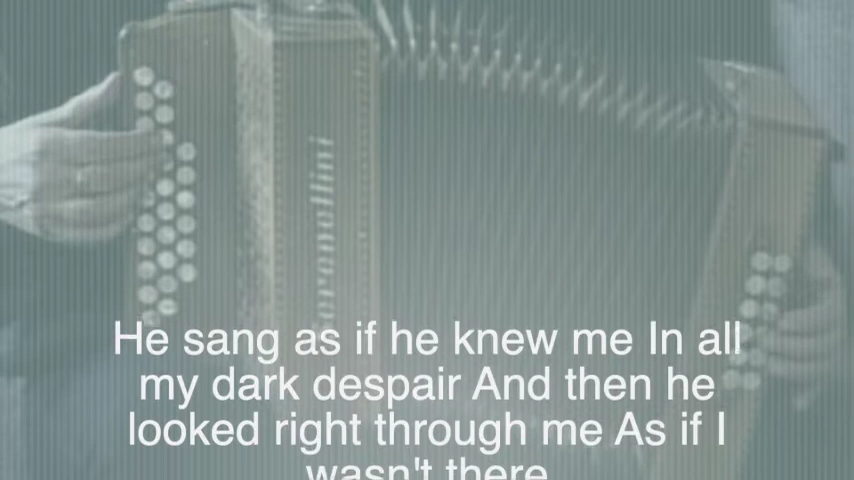 He sang as if he knew me In all
my dark despair And then he
looked right through me As if I
wasn't there